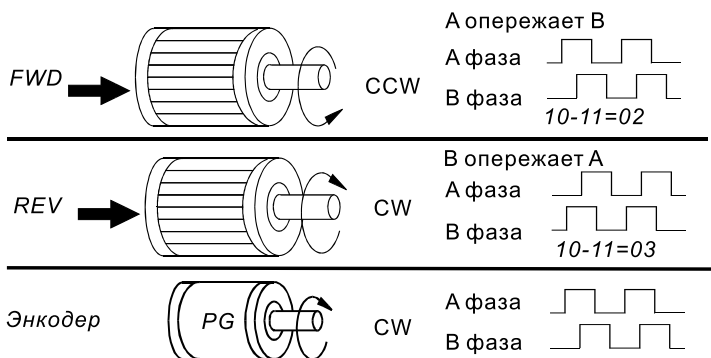 А опережает В
FWD
CCW
А фаза
В фаза
10-11=02
В опережает А
REV
CW
А фаза
В фаза
10-11=03
Энкодер
PG
CW
А фаза
В фаза